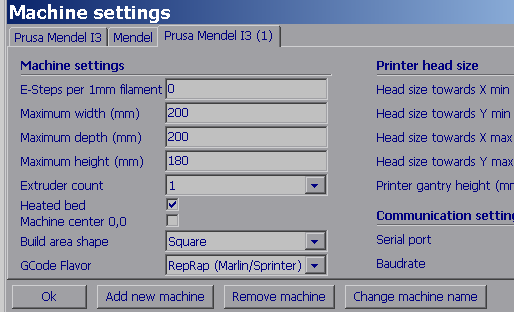 Machine settings
Prusa Mendel I3 Mendel Prusa Mendel I3 (1)
Machine settings
E-Steps per 1mm filament 0
Maximum width (mm) 200
Maximum depth (mm) 200
Maximum height (mm) 180
Extruder count 1
Heated bed
Machine center 0,0
Build area shape Square
GCode Flavor RepRap (Marlin/Sprinter)
Printer head size
Head size towards X min
Head size towards Y min
Head size towards X max
Head size towards Y max
Printer gantry height (m
Communication setting
Serial port
Baudrate
Ok Add new machine Remove machine Change machine name